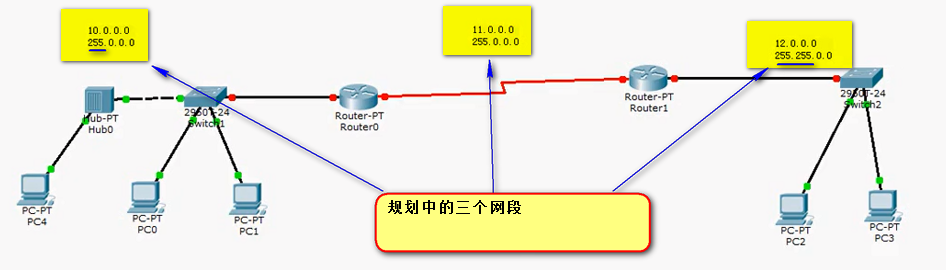 10.0.0.0
255.0.0.0
11.0.0.0
255.0.0.0
12.0.0.0
255.255.0.0
Hub-PT
Hub0
2950T-24
Switch1
Router-PT
Router0
Router-PT
Router1
2950T-24
Switch2
PC-PT
PC4
PC-PT
PC0
PC-PT
PC1
规划中的三个网段
PC-PT
PC2
PC-PT
PC3